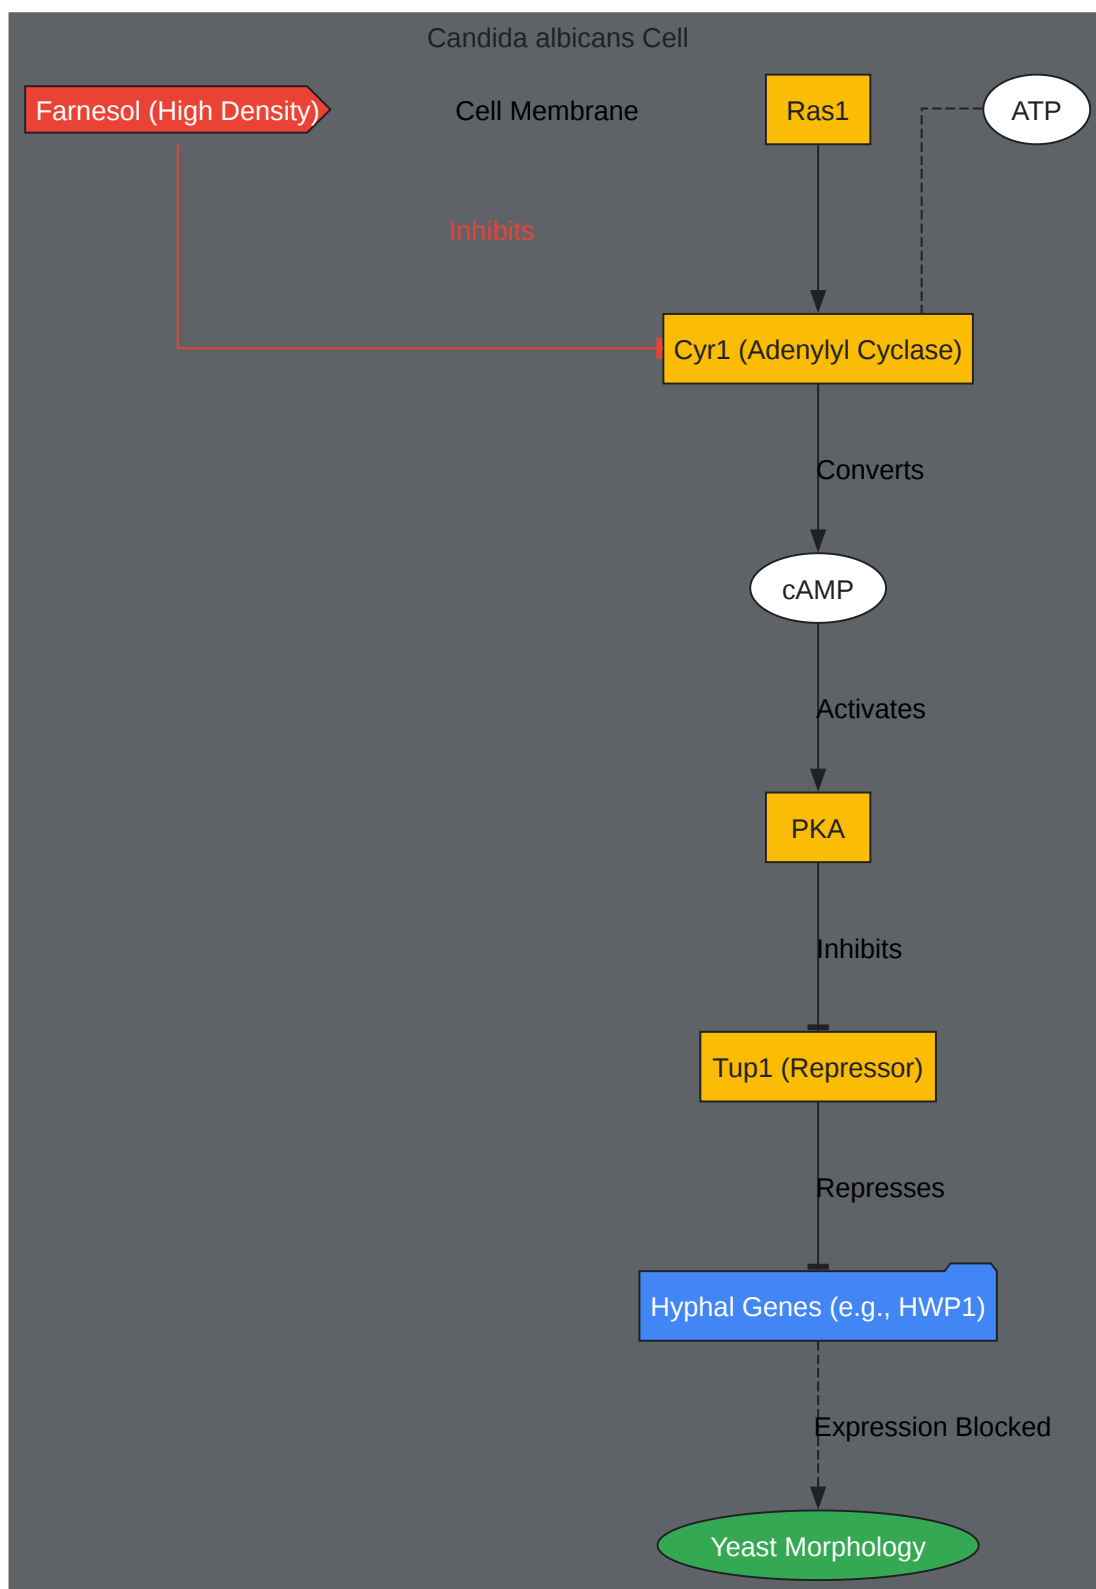 Candida albicans Cell
Farnesol (High Density)
Cell Membrane
Ras1
ATP
Inhibits
Cyr1 (Adenylyl Cyclase)
Converts
cAMP
Activates
PKA
Inhibits
Tup1 (Repressor)
Represses
Hyphal Genes (e.g., HWP1)
Expression Blocked
Yeast Morphology